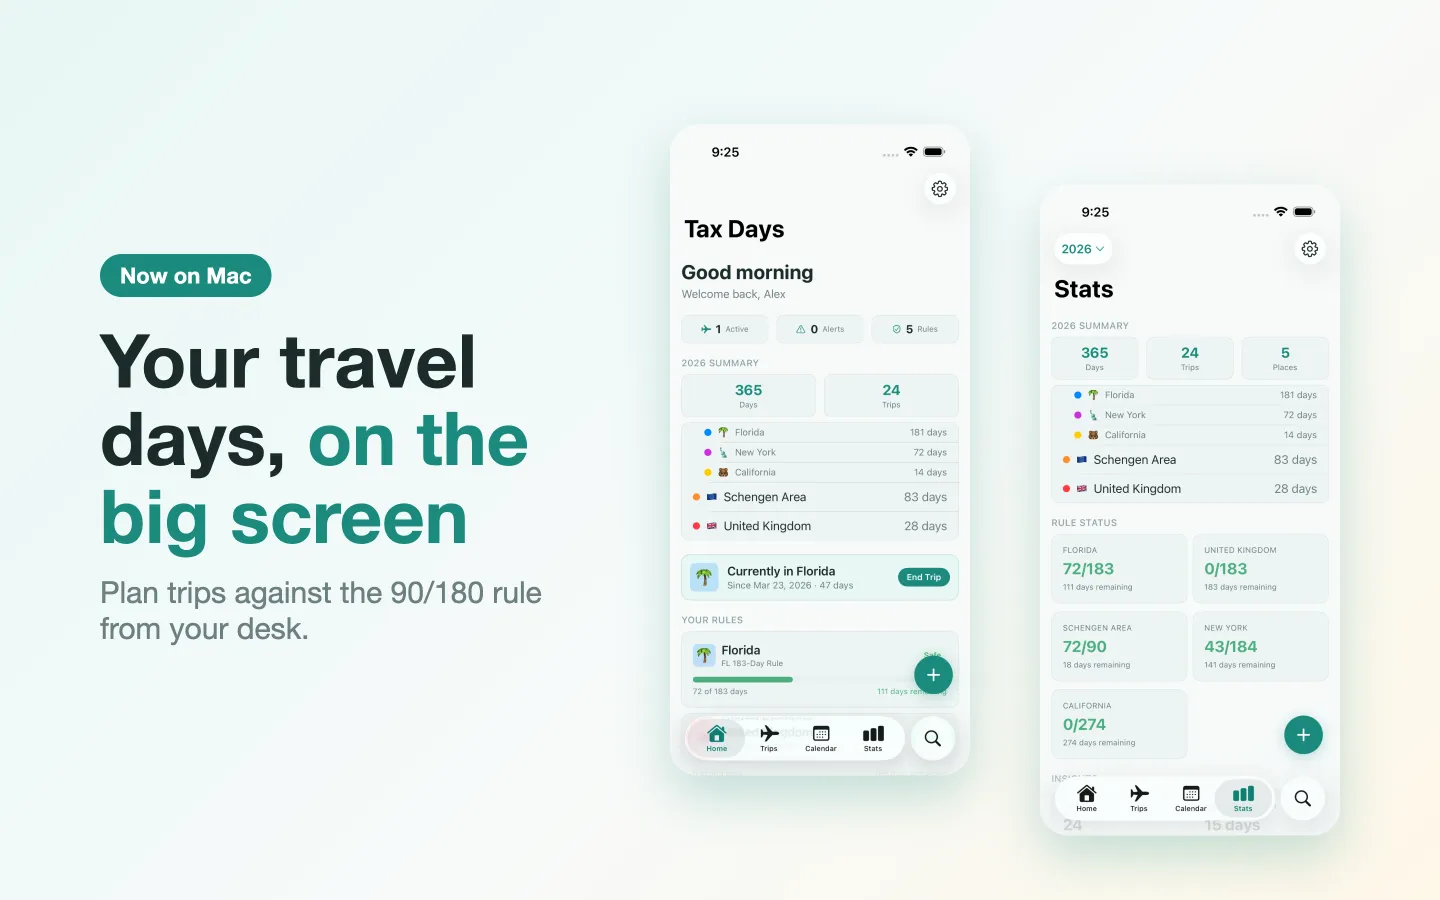 Now on Mac
Your travel
days, on the
big screen
Plan trips against the 90/180 rule
from your desk.
9:25
Tax Days
Good morning
Welcome back, Alex
1 Active
0 Alerts
5 Rules
2026 SUMMARY
365
Days
24
Trips
Florida 181 days
New York 72 days
California 14 days
Schengen Area 83 days
United Kingdom 28 days
Currently in Florida
Since Mar 23, 2026 · 47 days
End Trip
YOUR RULES
Florida
FL 183-Day Rule
Safe
72 of 183 days
111 days remaining
Home
Trips
Calendar
Stats
9:25
2026
Stats
2026 SUMMARY
365
Days
24
Trips
5
Places
Florida 181 days
New York 72 days
California 14 days
Schengen Area 83 days
United Kingdom 28 days
RULE STATUS
FLORIDA
72/183
111 days remaining
UNITED KINGDOM
0/183
183 days remaining
SCHENGEN AREA
72/90
18 days remaining
NEW YORK
43/184
141 days remaining
CALIFORNIA
0/274
274 days remaining
INSIGHTS
Home
Trips
Calendar
Stats
24
15 days